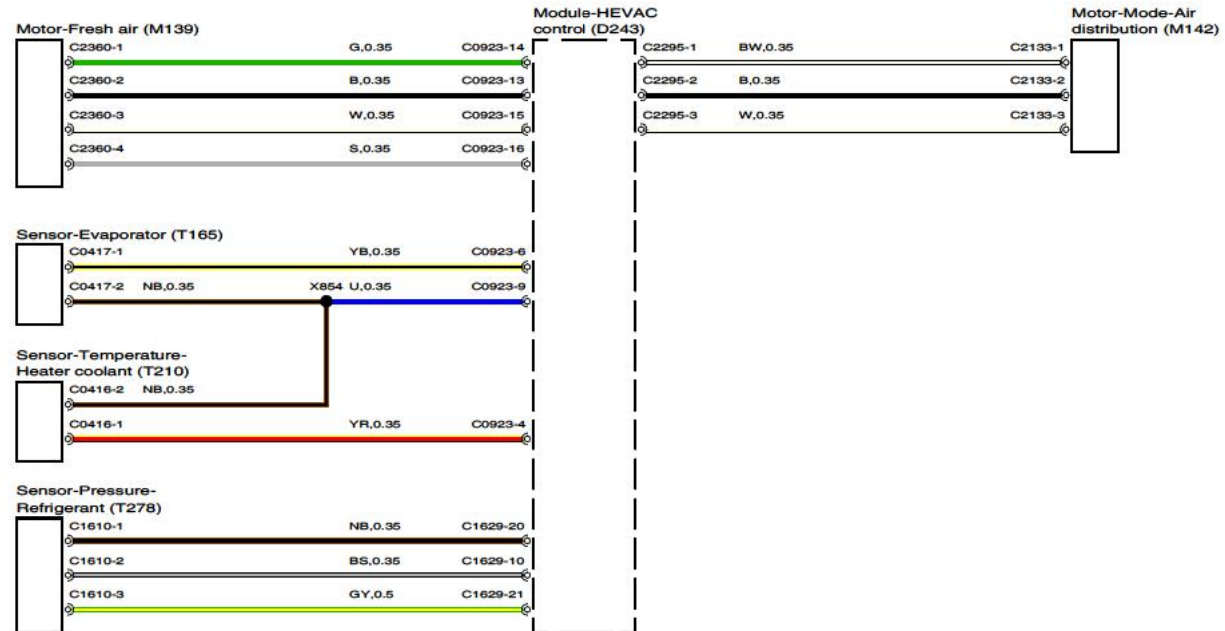 Motor-Fresh air (M139)
Module-HEVAC
control (D243)
Motor-Mode-Air
distribution (M142)
C2360-1 G,0.35 C0923-14
C2295-1 BW,0.35 C2133-1
C2360-2 B,0.35 C0923-13
C2295-2 B,0.35 C2133-2
C2360-3 W,0.35 C0923-15
C2295-3 W,0.35 C2133-3
C2360-4 S,0.35 C0923-16
Sensor-Evaporator (T165)
C0417-1 YB,0.35 C0923-6
C0417-2 NB,0.35 X854 U,0.35 C0923-9
Sensor-Temperature-
Heater coolant (T210)
C0416-2 NB,0.35
C0416-1 YR,0.35 C0923-4
Sensor-Pressure-
Refrigerant (T278)
C1610-1 NB,0.35 C1629-20
C1610-2 BS,0.35 C1629-10
C1610-3 GY,0.5 C1629-21